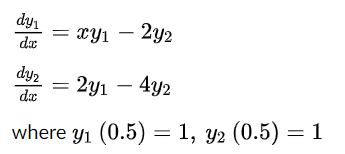 dy₁/dx = xy₁ − 2y₂
dy₂/dx = 2y₁ − 4y₂
where y₁ (0.5) = 1, y₂ (0.5) = 1